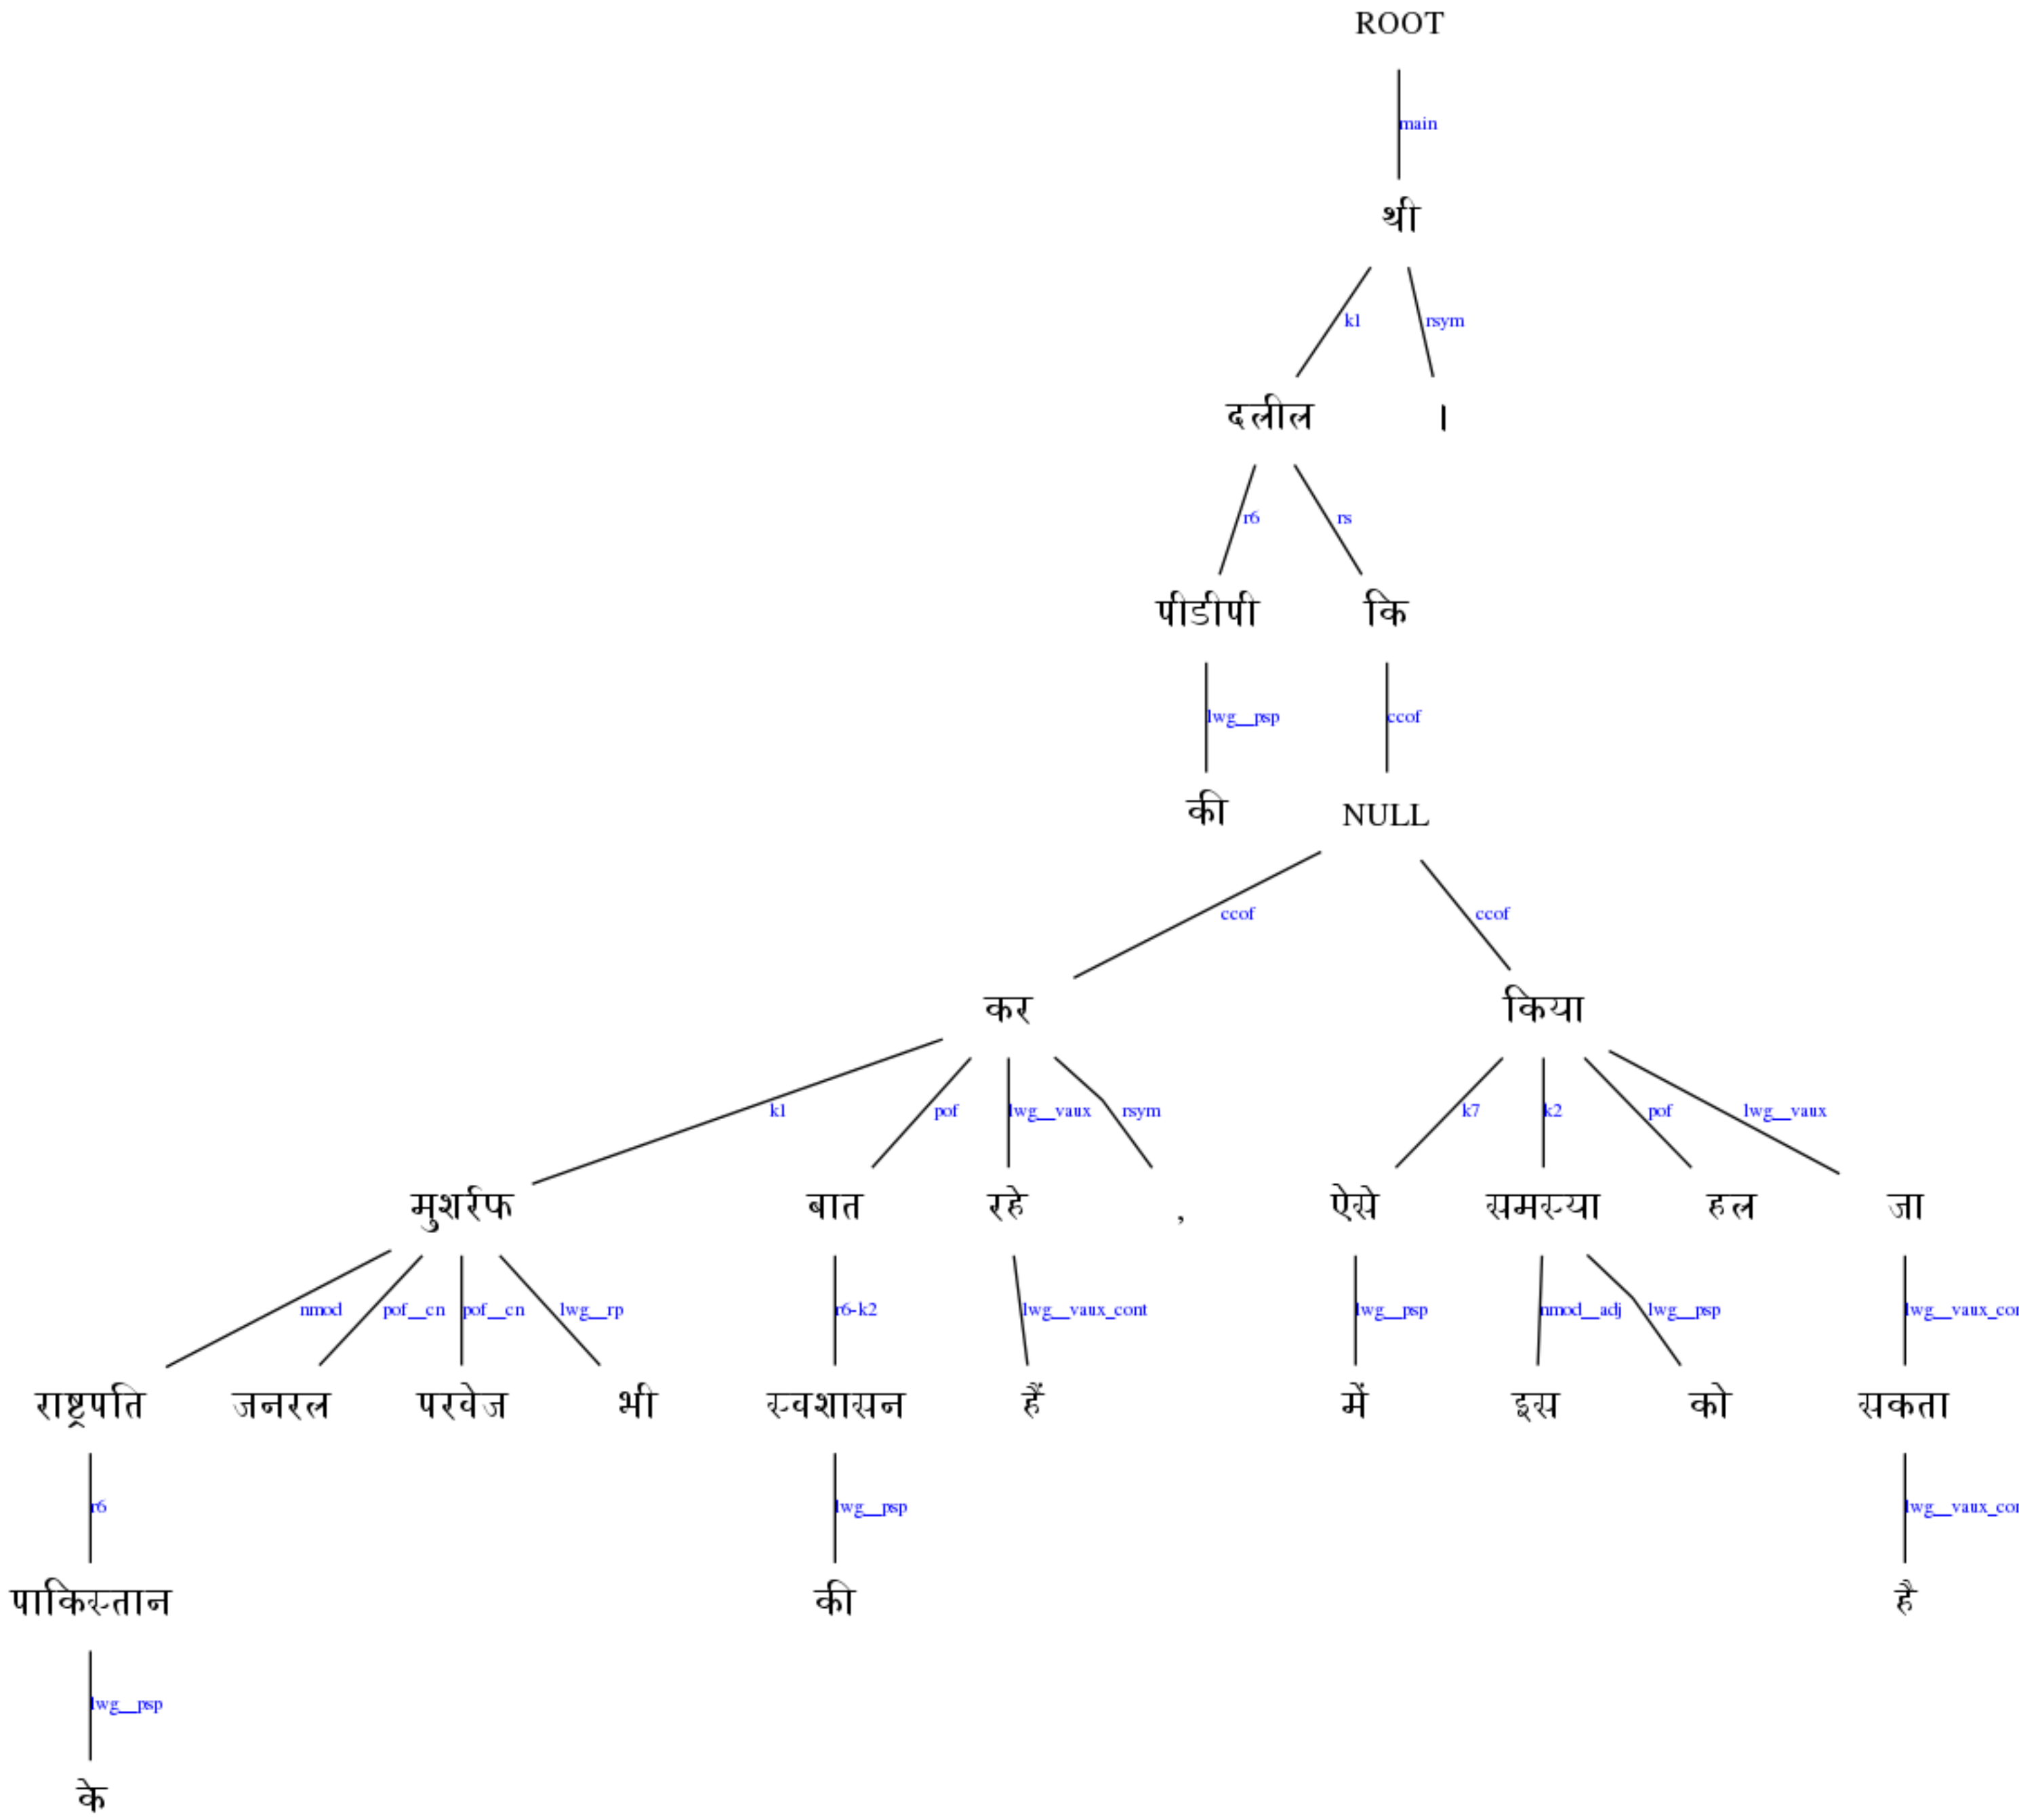 ROOT
main
थी
k1 rsym
दलील ।
r6 rs
पीडीपी कि
lwg__psp ccof
की NULL
ccof ccof
कर किया
k1 pof lwg__vaux rsym k7 k2 pof lwg__vaux
मुशर्रफ बात रहे , ऐसे समस्या हल जा
nmod pof__cn pof__cn lwg__rp r6-k2 lwg__vaux_cont lwg__psp nmod__adj lwg__psp lwg__vaux_con
राष्ट्रपति जनरल परवेज भी स्वशासन हैं में इस को सकता
r6 lwg__psp lwg__vaux_con
पाकिस्तान की है
lwg__psp
के